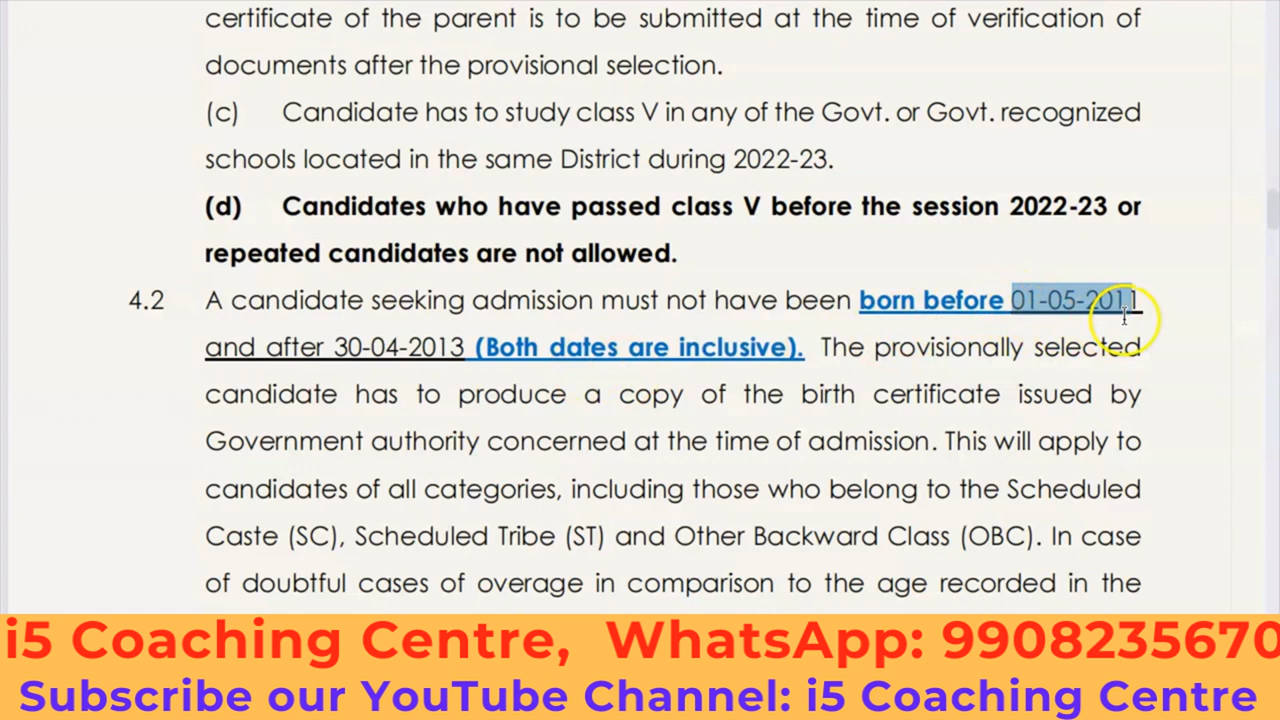 certificate of the parent is to be submitted at the time of verification of
documents after the provisional selection.
(c) Candidate has to study class V in any of the Govt. or Govt. recognized
schools located in the same District during 2022-23.
(d) Candidates who have passed class V before the session 2022-23 or
repeated candidates are not allowed.
4.2 A candidate seeking admission must not have been born before 01-05-2011
and after 30-04-2013 (Both dates are inclusive). The provisionally selected
candidate has to produce a copy of the birth certificate issued by
Government authority concerned at the time of admission. This will apply to
candidates of all categories, including those who belong to the Scheduled
Caste (SC), Scheduled Tribe (ST) and Other Backward Class (OBC). In case
of doubtful cases of overage in comparison to the age recorded in the
i5 Coaching Centre, WhatsApp: 9908235670
Subscribe our YouTube Channel: i5 Coaching Centre